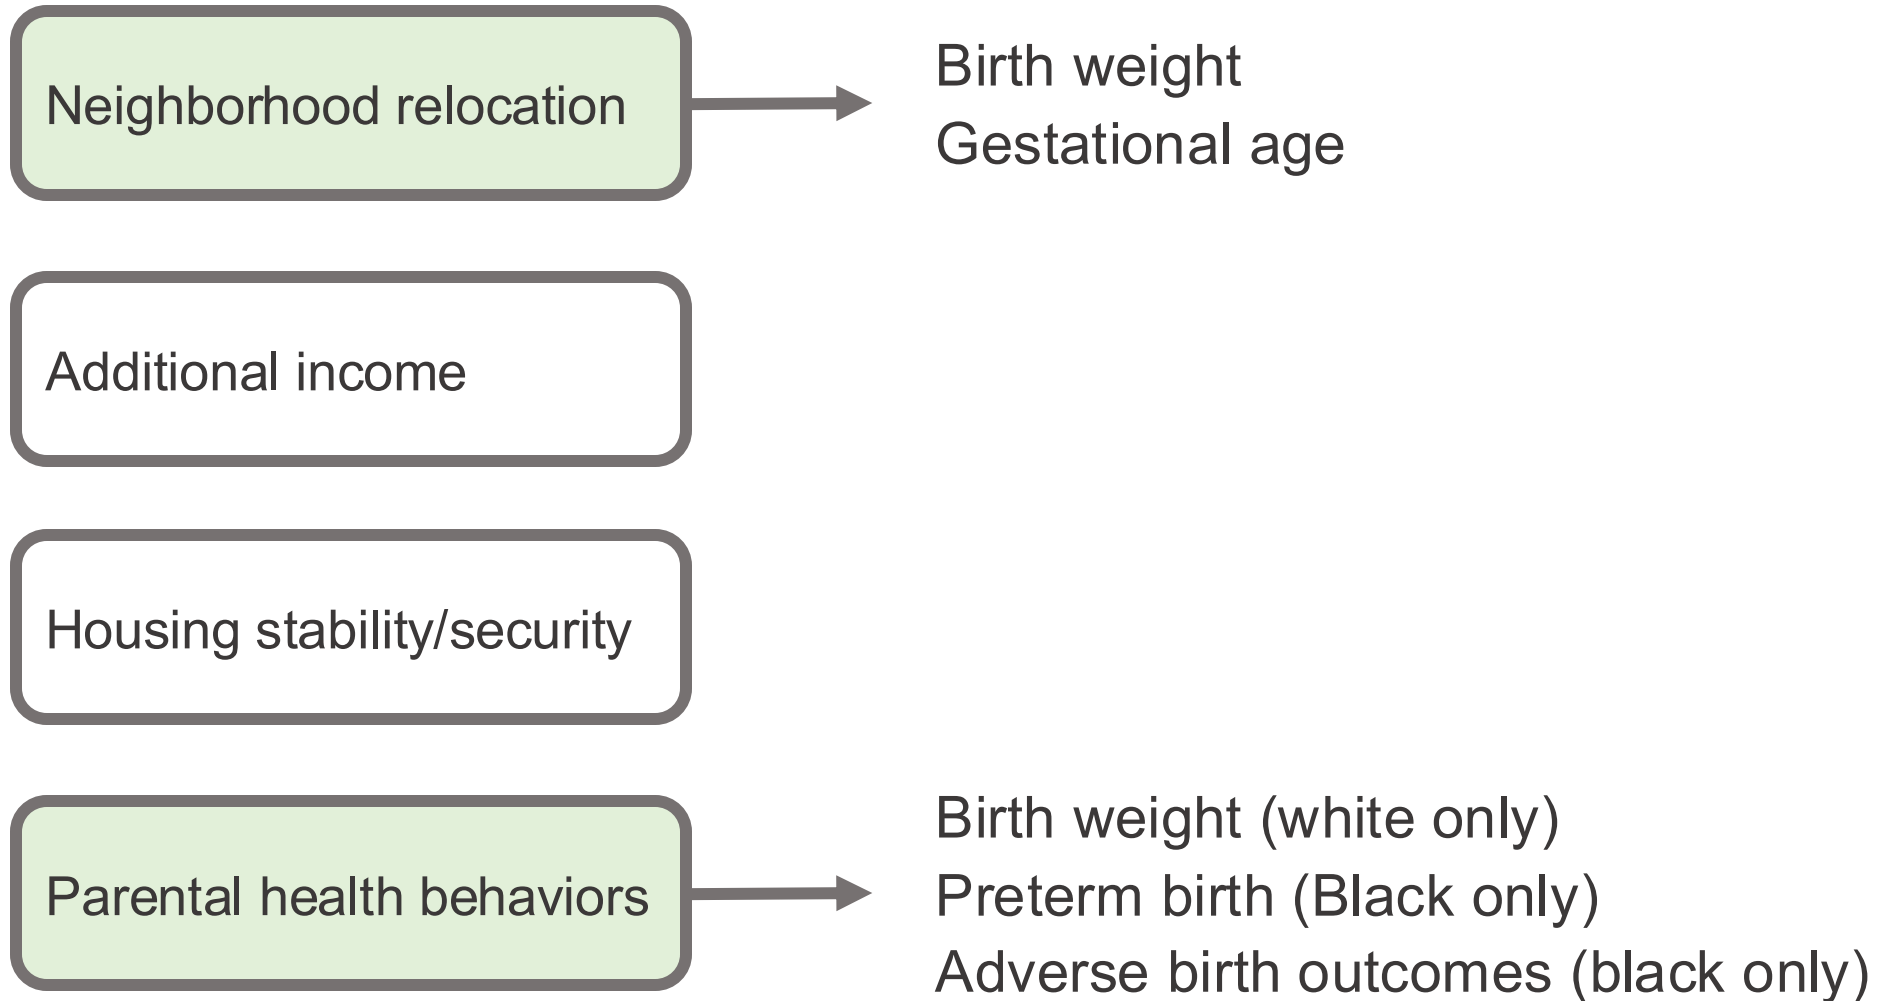 Neighborhood relocation
Birth weight
Gestational age
Additional income
Housing stability/security
Parental health behaviors
Birth weight (white only)
Preterm birth (Black only)
Adverse birth outcomes (black only)